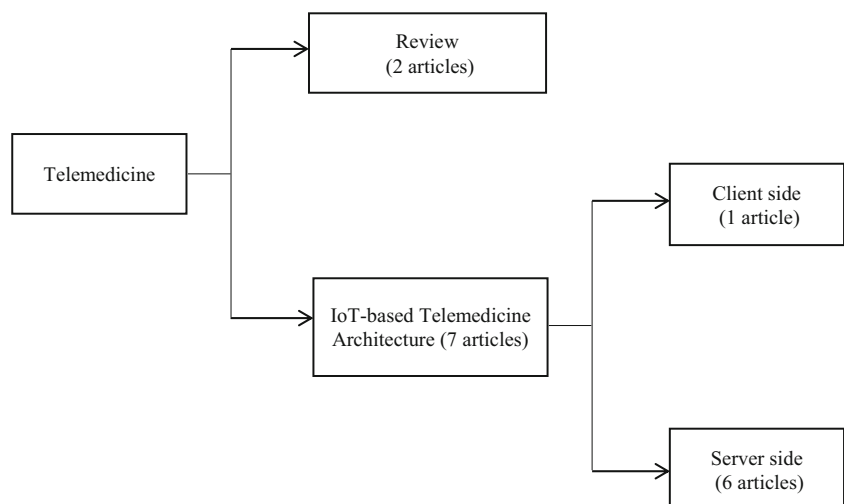 Review
(2 articles)
Telemedicine
Client side
(1 article)
IoT-based Telemedicine
Architecture (7 articles)
Server side
(6 articles)